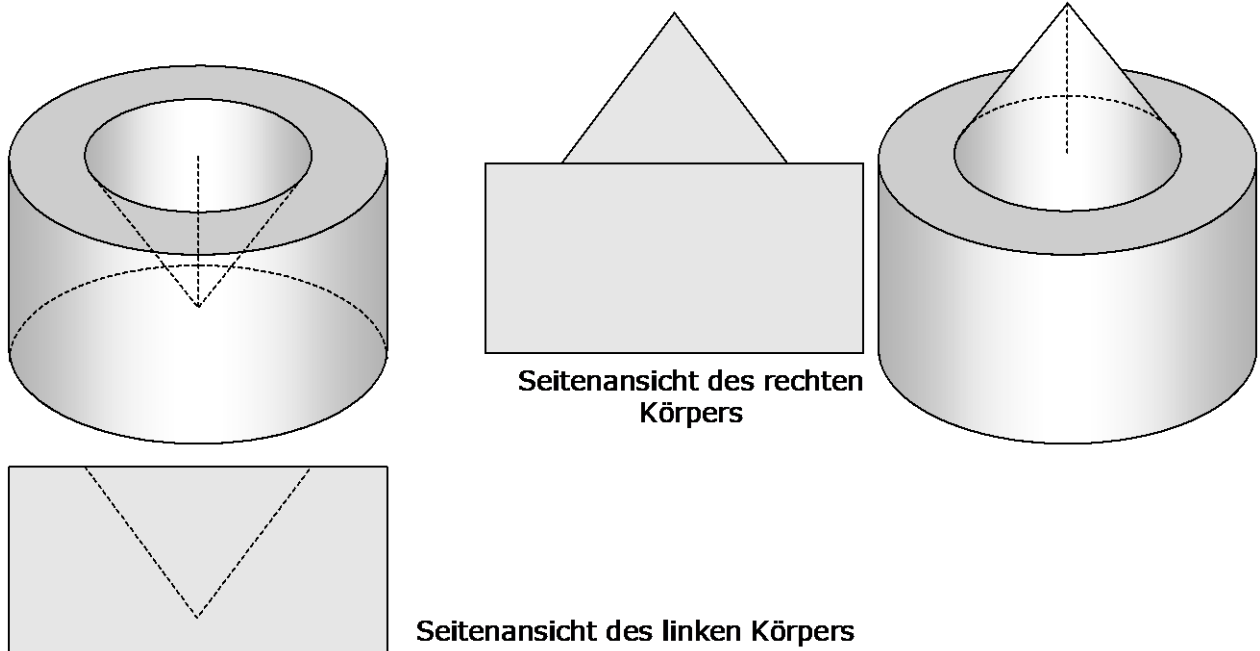 Seitenansicht des rechten
Körpers
Seitenansicht des linken Körpers